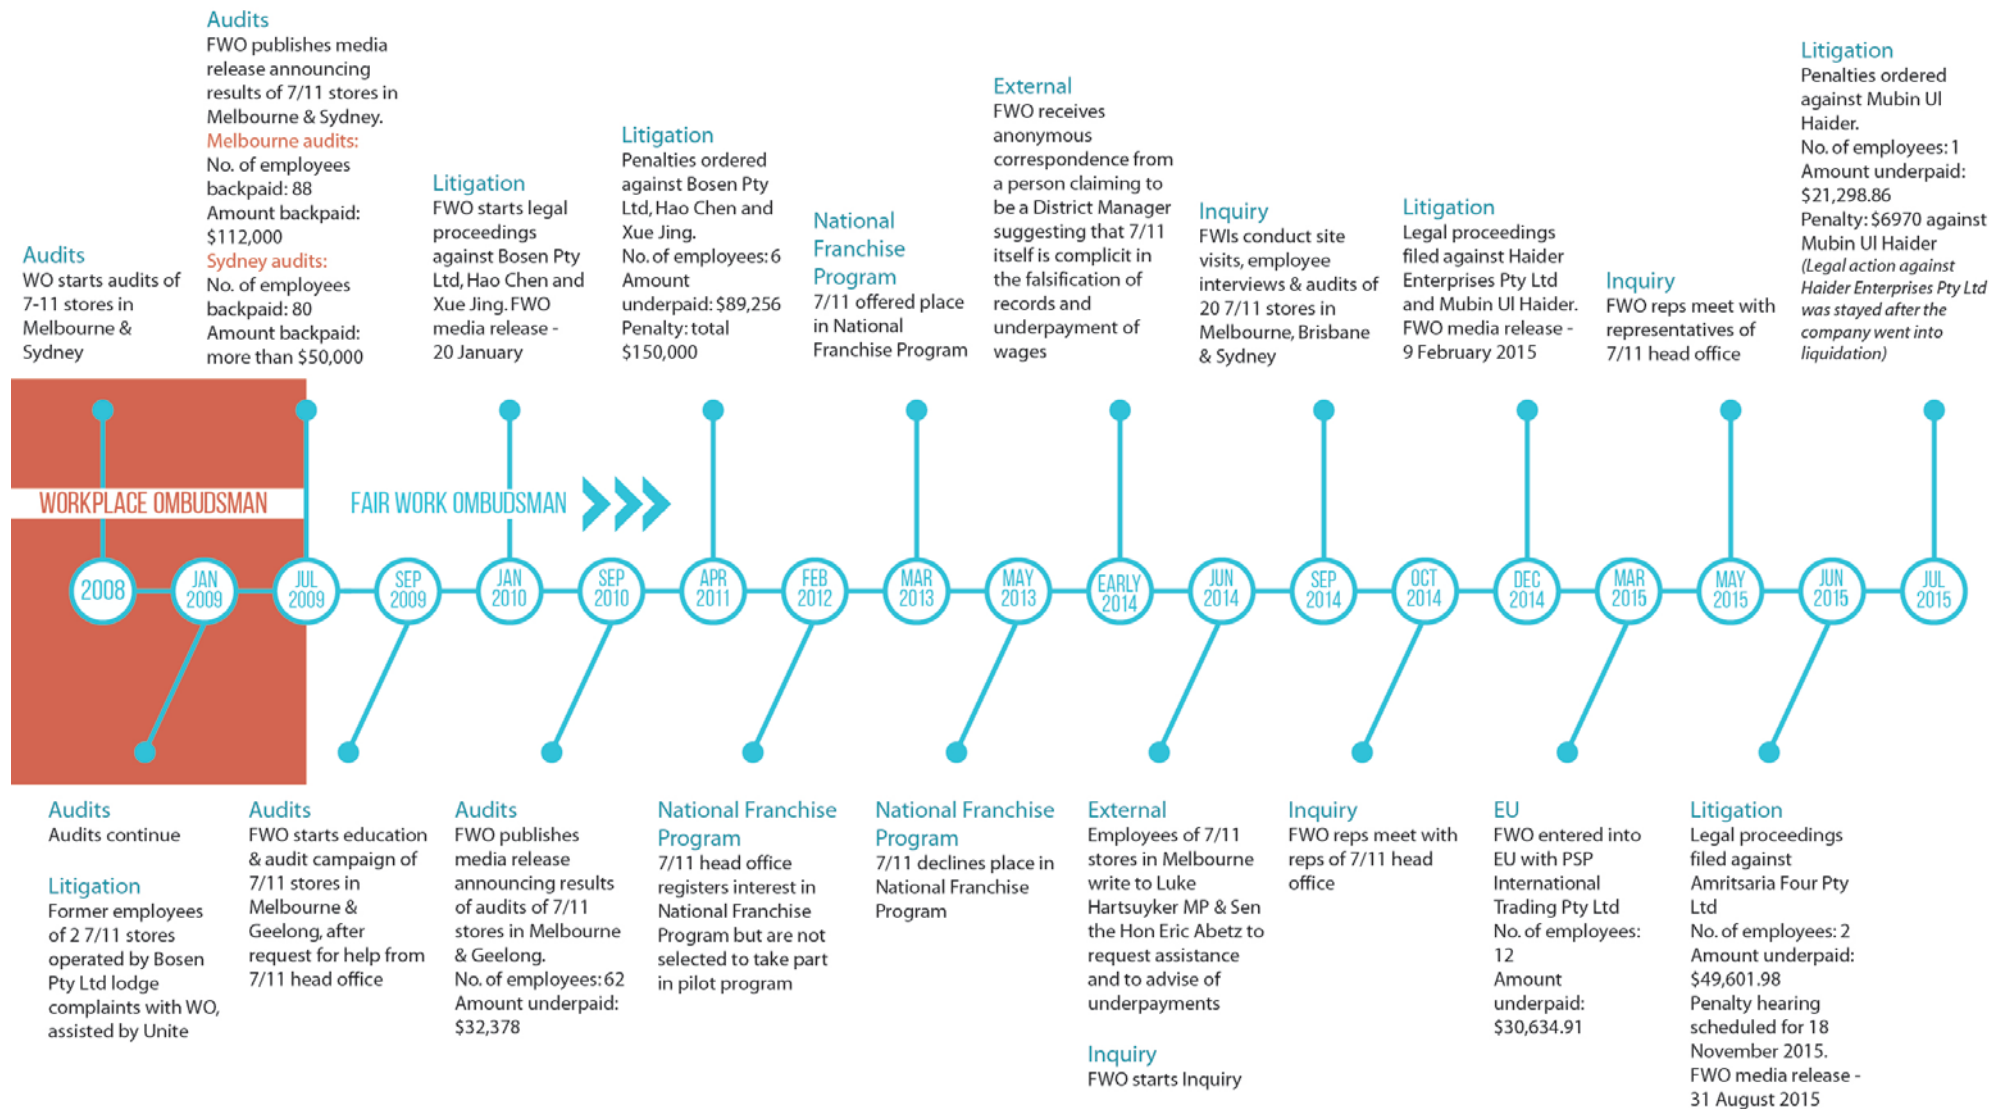 Audits
WO starts audits of
7-11 stores in
Melbourne &
Sydney
Audits
FWO publishes media
release announcing
results of 7/11 stores in
Melbourne & Sydney.
Melbourne audits:
No. of employees
backpaid: 88
Amount backpaid:
$112,000
Sydney audits:
No. of employees
backpaid: 80
Amount backpaid:
more than $50,000
Litigation
FWO starts legal
proceedings
against Bosen Pty
Ltd, Hao Chen and
Xue Jing. FWO
media release -
20 January
Litigation
Penalties ordered
against Bosen Pty
Ltd, Hao Chen and
Xue Jing.
No. of employees: 6
Amount
underpaid: $89,256
Penalty: total
$150,000
National
Franchise
Program
7/11 offered place
in National
Franchise Program
External
FWO receives
anonymous
correspondence from
a person claiming to
be a District Manager
suggesting that 7/11
itself is complicit in
the falsification of
records and
underpayment of
wages
Inquiry
FWIs conduct site
visits, employee
interviews & audits of
20 7/11 stores in
Melbourne, Brisbane
& Sydney
Litigation
Legal proceedings
filed against Haider
Enterprises Pty Ltd
and Mubin Ul Haider.
FWO media release -
9 February 2015
Inquiry
FWO reps meet with
representatives of
7/11 head office
Litigation
Penalties ordered
against Mubin Ul
Haider.
No. of employees: 1
Amount underpaid:
$21,298.86
Penalty: $6970 against
Mubin Ul Haider
(Legal action against
Haider Enterprises Pty Ltd
was stayed after the
company went into
liquidation)
WORKPLACE OMBUDSMAN
FAIR WORK OMBUDSMAN
2008
JAN
2009
JUL
2009
SEP
2009
JAN
2010
SEP
2010
APR
2011
FEB
2012
MAR
2013
MAY
2013
EARLY
2014
JUN
2014
SEP
2014
OCT
2014
DEC
2014
MAR
2015
MAY
2015
JUN
2015
JUL
2015
Audits
Audits continue
Litigation
Former employees
of 2 7/11 stores
operated by Bosen
Pty Ltd lodge
complaints with WO,
assisted by Unite
Audits
FWO starts education
& audit campaign of
7/11 stores in
Melbourne &
Geelong, after
request for help from
7/11 head office
Audits
FWO publishes
media release
announcing results
of audits of 7/11
stores in Melbourne
& Geelong.
No. of employees: 62
Amount underpaid:
$32,378
National Franchise
Program
7/11 head office
registers interest in
National Franchise
Program but are not
selected to take part
in pilot program
National Franchise
Program
7/11 declines place in
National Franchise
Program
External
Employees of 7/11
stores in Melbourne
write to Luke
Hartsuyker MP & Sen
the Hon Eric Abetz to
request assistance
and to advise of
underpayments
Inquiry
FWO starts Inquiry
Inquiry
FWO reps meet with
reps of 7/11 head
office
EU
FWO entered into
EU with PSP
International
Trading Pty Ltd
No. of employees:
12
Amount
underpaid:
$30,634.91
Litigation
Legal proceedings
filed against
Amritsaria Four Pty
Ltd
No. of employees: 2
Amount underpaid:
$49,601.98
Penalty hearing
scheduled for 18
November 2015.
FWO media release -
31 August 2015